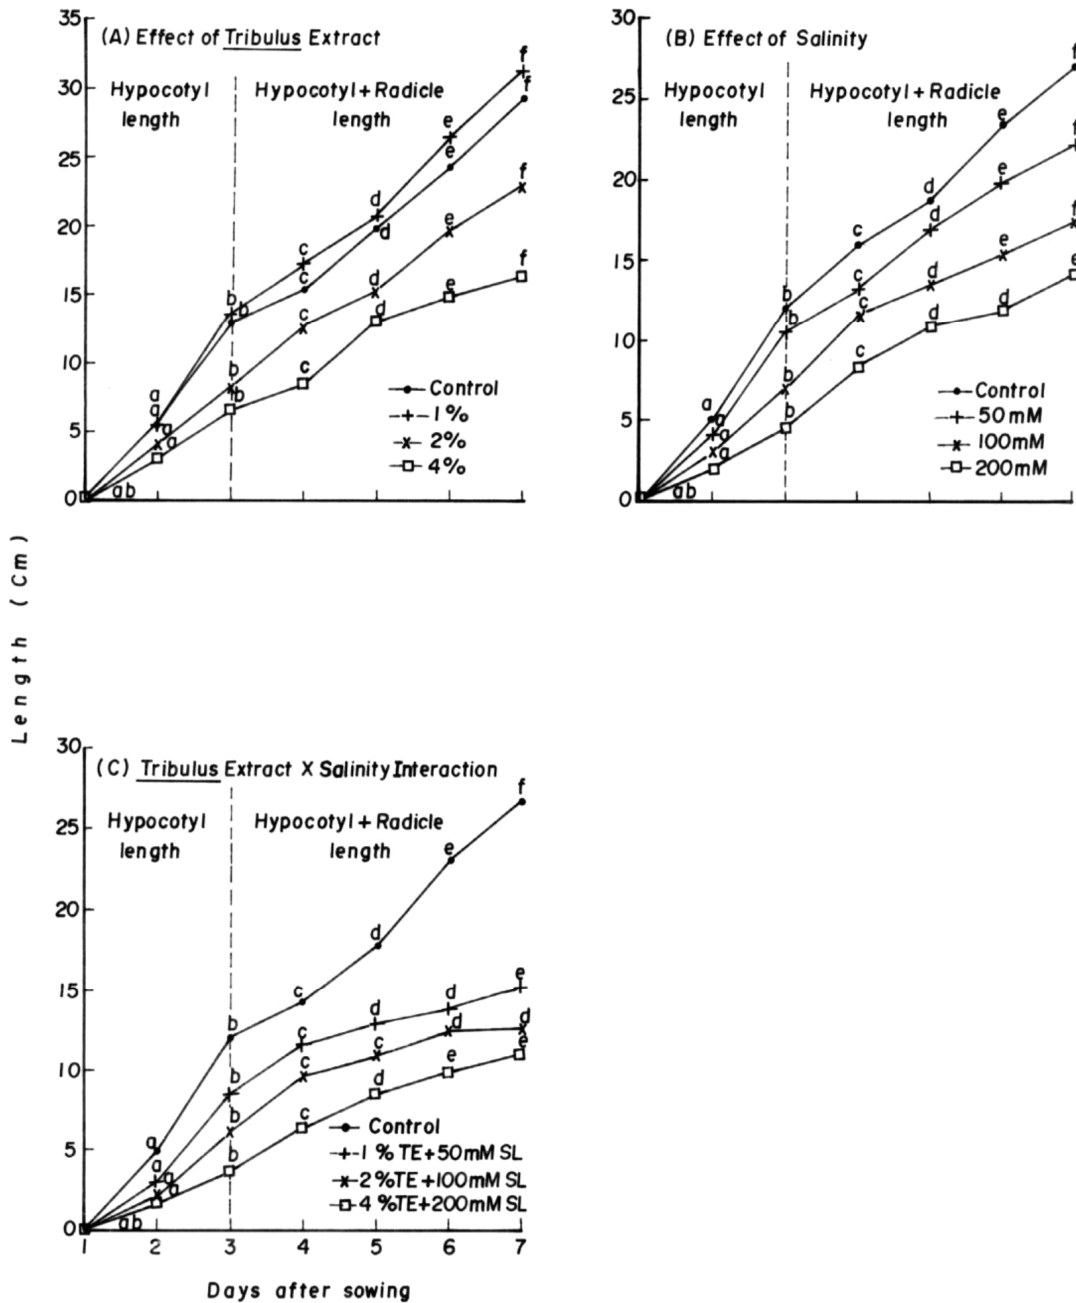 (A) Effect of Tribulus Extract
Hypocotyl
length
Hypocotyl + Radicle
length
35
30
25
20
15
10
5
0
a
a
a
a
ab
b
b
b
b
c
c
c
c
d
d
d
d
e
e
e
e
f
f
f
f
Control
1 %
2%
4%
(B) Effect of Salinity
Hypocotyl
length
Hypocotyl + Radicle
length
30
25
20
15
10
5
0
a
a
a
a
ab
b
b
b
b
c
c
c
c
d
d
d
d
e
e
e
d
f
f
f
e
Control
50 mM
100mM
200mM
Length (Cm)
(C) Tribulus Extract X Salinity Interaction
Hypocotyl
length
Hypocotyl + Radicle
length
30
25
20
15
10
5
0
a
a
a
a
ab
b
b
b
b
c
c
c
c
d
d
c
d
e
d
d
e
f
e
d
e
Control
1 % TE+50mM SL
2 %TE+100mM SL
4 %TE+200mM SL
1 2 3 4 5 6 7
Days after sowing